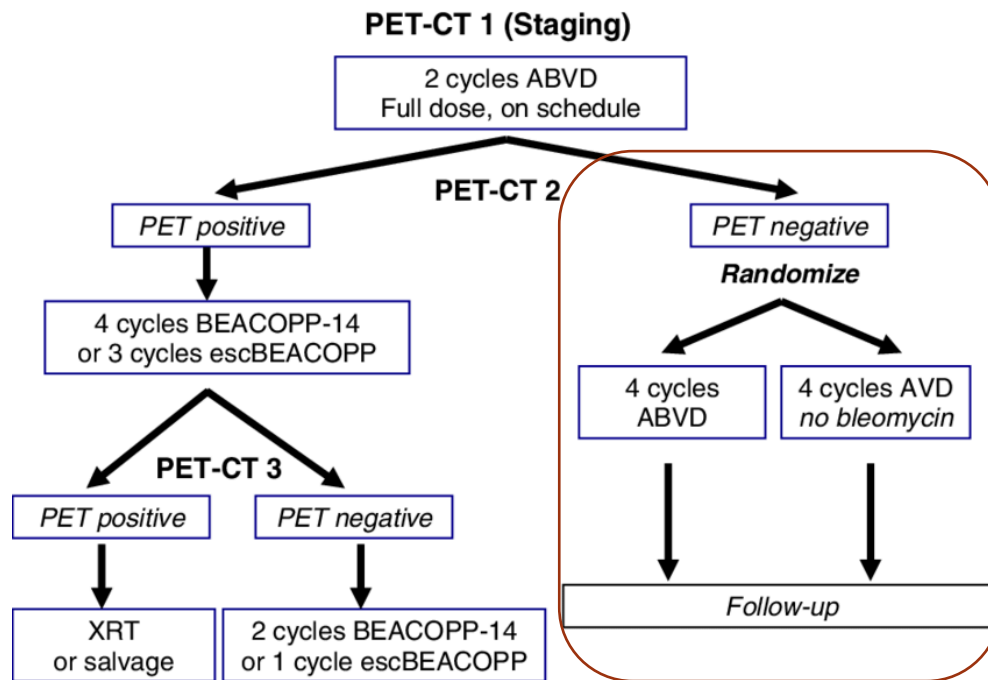 PET-CT 1 (Staging)
2 cycles ABVD
Full dose, on schedule
PET-CT 2
PET positive
PET negative
Randomize
4 cycles BEACOPP-14
or 3 cycles escBEACOPP
4 cycles
ABVD
4 cycles AVD
no bleomycin
PET-CT 3
PET positive
PET negative
XRT
or salvage
2 cycles BEACOPP-14
or 1 cycle escBEACOPP
Follow-up